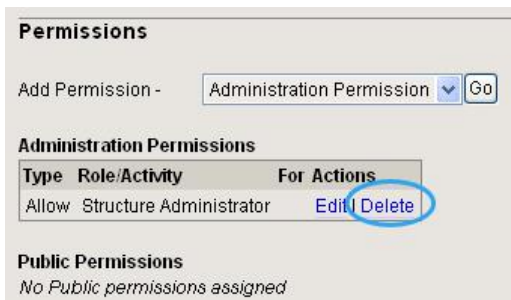 Permissions
Add Permission - Administration Permission Go
Administration Permissions
Type Role/Activity For Actions
Allow Structure Administrator Edit | Delete
Public Permissions
No Public permissions assigned